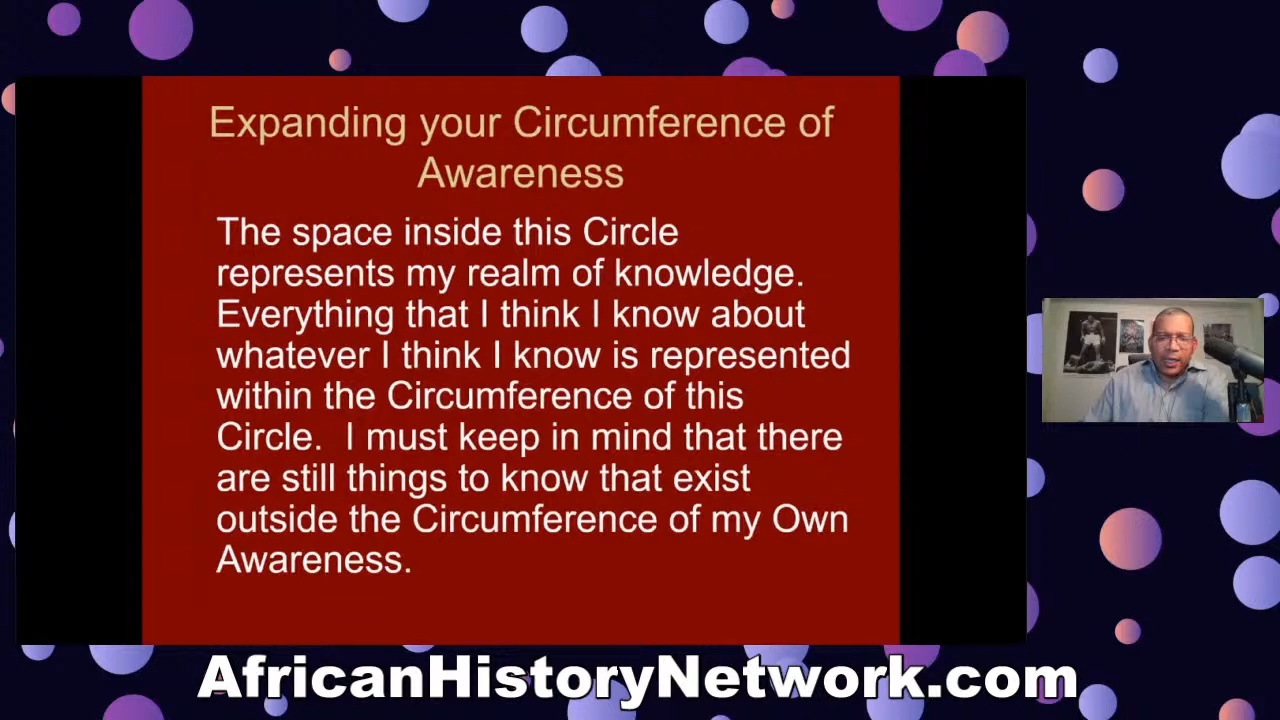 Expanding your Circumference of
Awareness
The space inside this Circle
represents my realm of knowledge.
Everything that I think I know about
whatever I think I know is represented
within the Circumference of this
Circle.  I must keep in mind that there
are still things to know that exist
outside the Circumference of my Own
Awareness.
AfricanHistoryNetwork.com